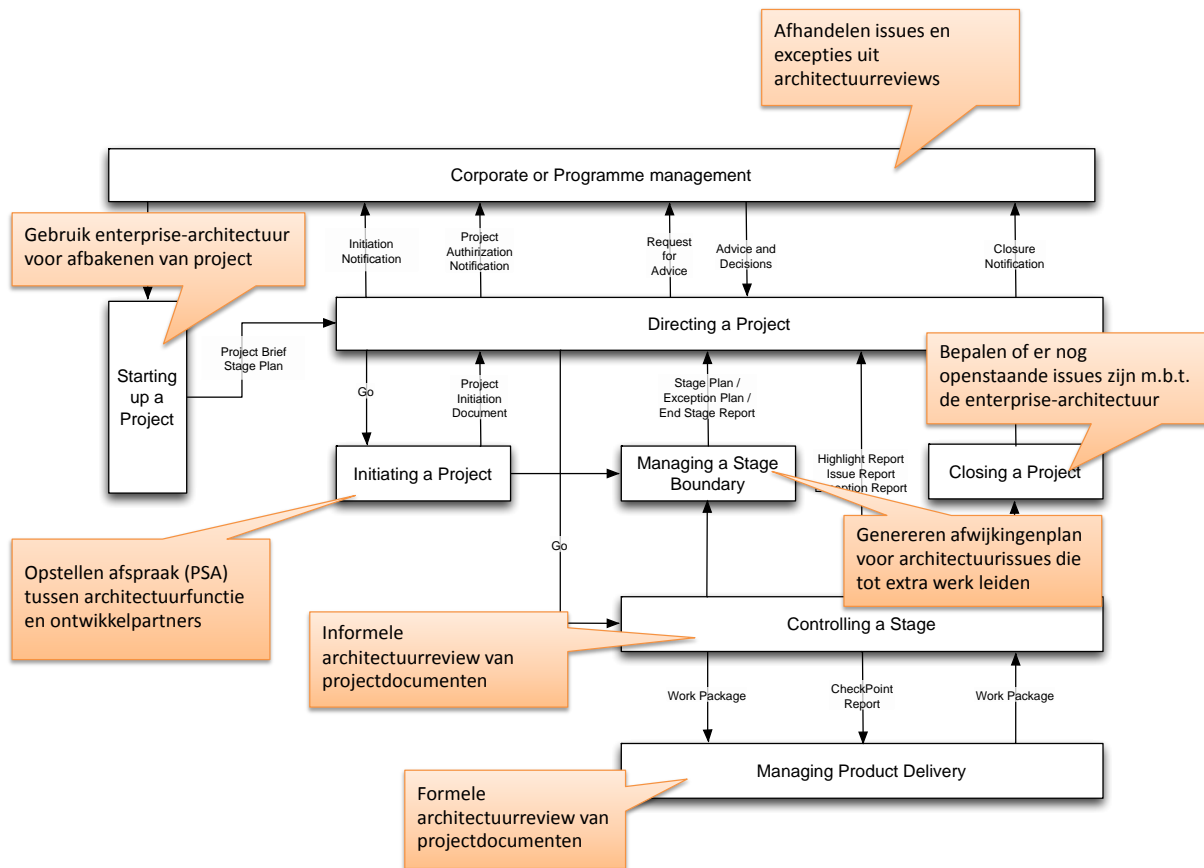 Afhandelen issues en
excepties uit
architectuurreviews
Corporate or Programme management
Gebruik enterprise-architectuur
voor afbakenen van project
Initiation
Notification
Project
Authirization
Notification
Request
for
Advice
Advice and
Decisions
Closure
Notification
Directing a Project
Project Brief
Stage Plan
Starting
up a
Project
Go
Project
Initiation
Document
Stage Plan /
Exception Plan /
End Stage Report
Bepalen of er nog
openstaande issues zijn m.b.t.
de enterprise-architectuur
Initiating a Project
Managing a Stage
Boundary
Highlight Report
Issue Report
Exception Report
Closing a Project
Go
Opstellen afspraak (PSA)
tussen architectuurfunctie
en ontwikkelpartners
Genereren afwijkingenplan
voor architectuurissues die
tot extra werk leiden
Informele
architectuurreview van
projectdocumenten
Controlling a Stage
Work Package
CheckPoint
Report
Work Package
Managing Product Delivery
Formele
architectuurreview van
projectdocumenten